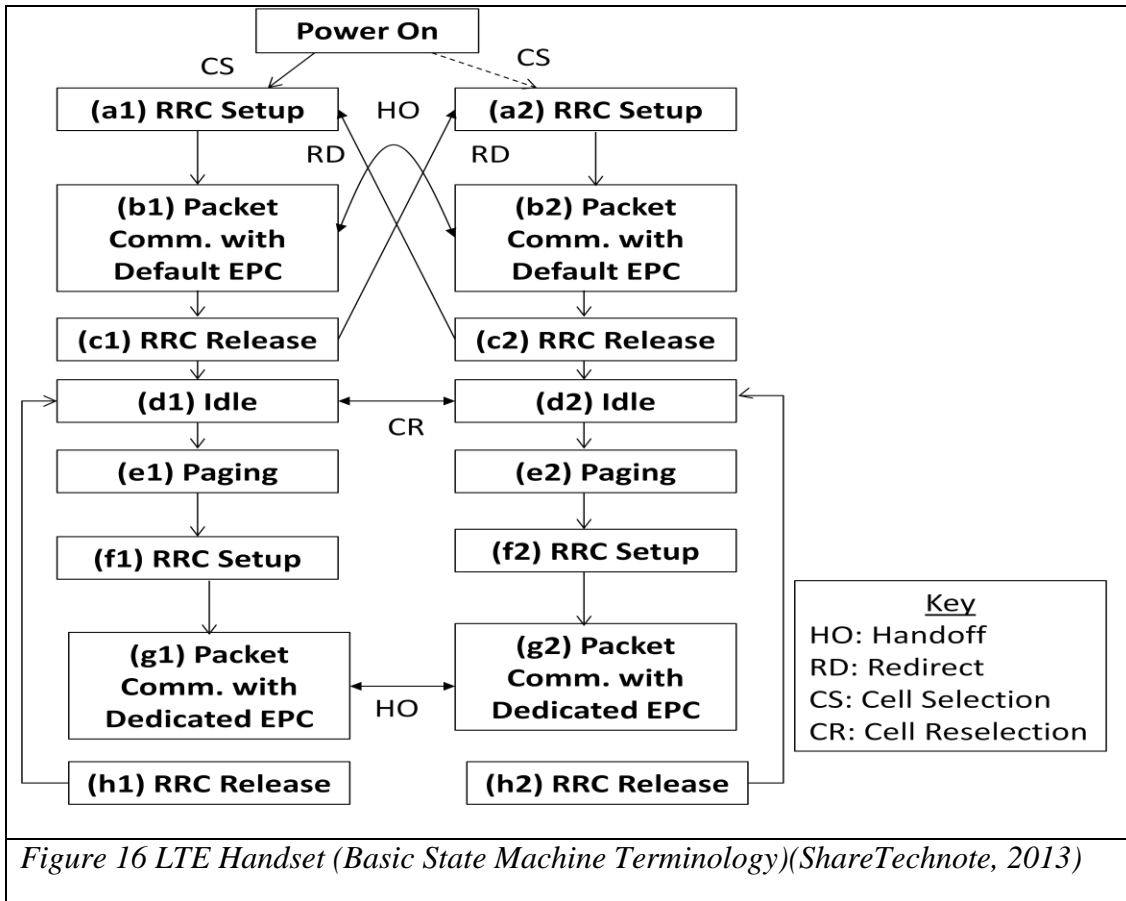 Power On
CS
CS
(a1) RRC Setup
HO
(a2) RRC Setup
RD
RD
(b1) Packet
Comm. with
Default EPC
(b2) Packet
Comm. with
Default EPC
(c1) RRC Release
(c2) RRC Release
(d1) Idle
(d2) Idle
CR
(e1) Paging
(e2) Paging
(f1) RRC Setup
(f2) RRC Setup
(g1) Packet
Comm. with
Dedicated EPC
(g2) Packet
Comm. with
Dedicated EPC
HO
(h1) RRC Release
(h2) RRC Release
Key
HO: Handoff
RD: Redirect
CS: Cell Selection
CR: Cell Reselection
Figure 16 LTE Handset (Basic State Machine Terminology)(ShareTechnote, 2013)